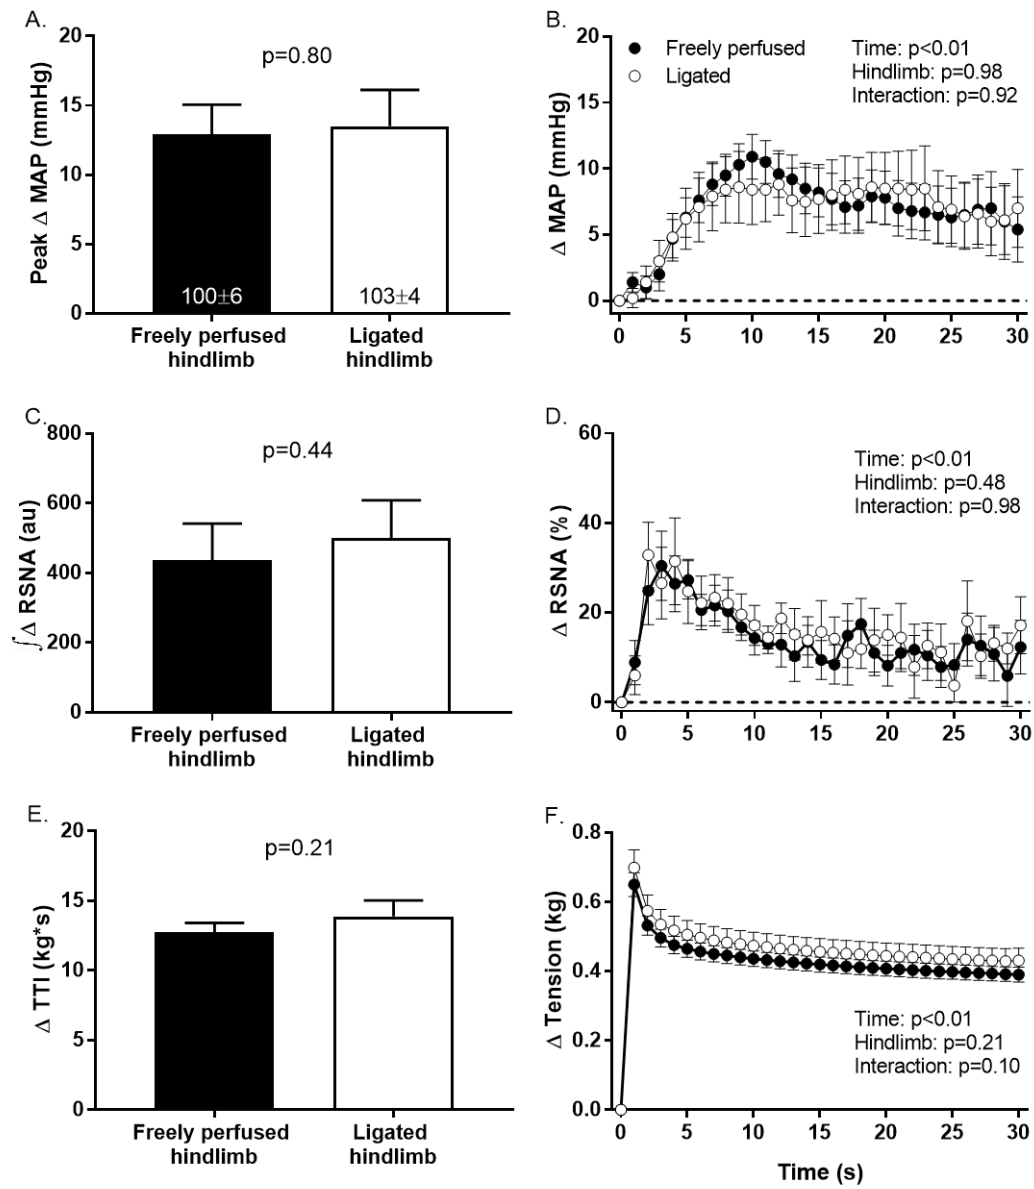 A.
20
15
10
5
0
Peak Δ MAP (mmHg)
p=0.80
100±6
103±4
Freely perfused
hindlimb
Ligated
hindlimb
B.
20
15
10
5
0
Δ MAP (mmHg)
Freely perfused
Ligated
Time: p<0.01
Hindlimb: p=0.98
Interaction: p=0.92
0 5 10 15 20 25 30
C.
800
600
400
200
0
∫Δ RSNA (au)
p=0.44
Freely perfused
hindlimb
Ligated
hindlimb
D.
60
40
20
0
Δ RSNA (%)
Time: p<0.01
Hindlimb: p=0.48
Interaction: p=0.98
0 5 10 15 20 25 30
E.
20
15
10
5
0
Δ TTI (kg*s)
p=0.21
Freely perfused
hindlimb
Ligated
hindlimb
F.
0.8
0.6
0.4
0.2
0.0
Δ Tension (kg)
Time: p<0.01
Hindlimb: p=0.21
Interaction: p=0.10
0 5 10 15 20 25 30
Time (s)